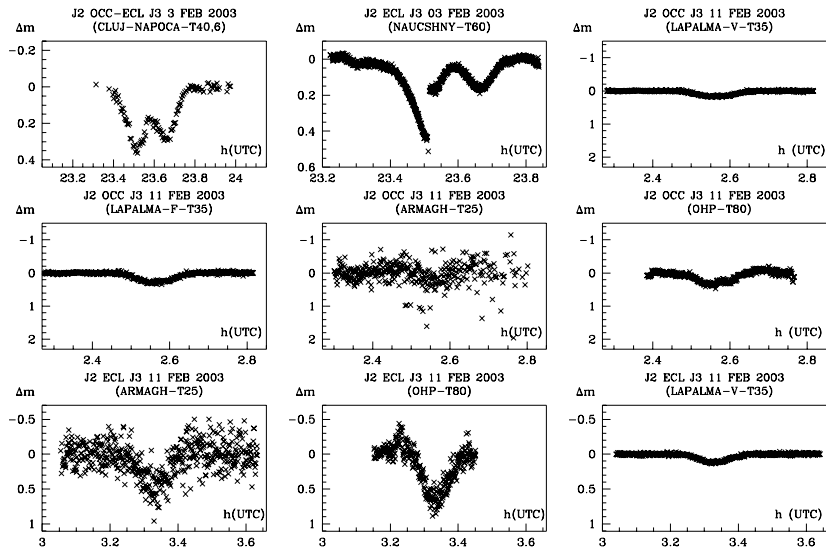 J2 OCC-ECL J3 3 FEB 2003
(CLUJ-NAPOCA-T40,6)
Δm
-0.2
0
0.2
0.4
h(UTC)
23.2 23.4 23.6 23.8 24
J2 ECL J3 03 FEB 2003
(NAUCSHNY-T60)
Δm
0
0.2
0.4
0.6
h(UTC)
23.2 23.4 23.6 23.8
J2 OCC J3 11 FEB 2003
(LAPALMA-V-T35)
Δm
-1
0
1
2
h (UTC)
2.4 2.6 2.8
J2 OCC J3 11 FEB 2003
(LAPALMA-F-T35)
Δm
-1
0
1
2
h(UTC)
2.4 2.6 2.8
J2 OCC J3 11 FEB 2003
(ARMAGH-T25)
Δm
-1
0
1
2
h(UTC)
2.4 2.6 2.8
J2 OCC J3 11 FEB 2003
(OHP-T80)
Δm
-1
0
1
2
h (UTC)
2.4 2.6 2.8
J2 ECL J3 11 FEB 2003
(ARMAGH-T25)
Δm
-0.5
0
0.5
1
h(UTC)
3 3.2 3.4 3.6
J2 ECL J3 11 FEB 2003
(OHP-T80)
Δm
-0.5
0
0.5
1
h(UTC)
3 3.2 3.4 3.6
J2 ECL J3 11 FEB 2003
(LAPALMA-V-T35)
Δm
-0.5
0
0.5
1
h (UTC)
3 3.2 3.4 3.6